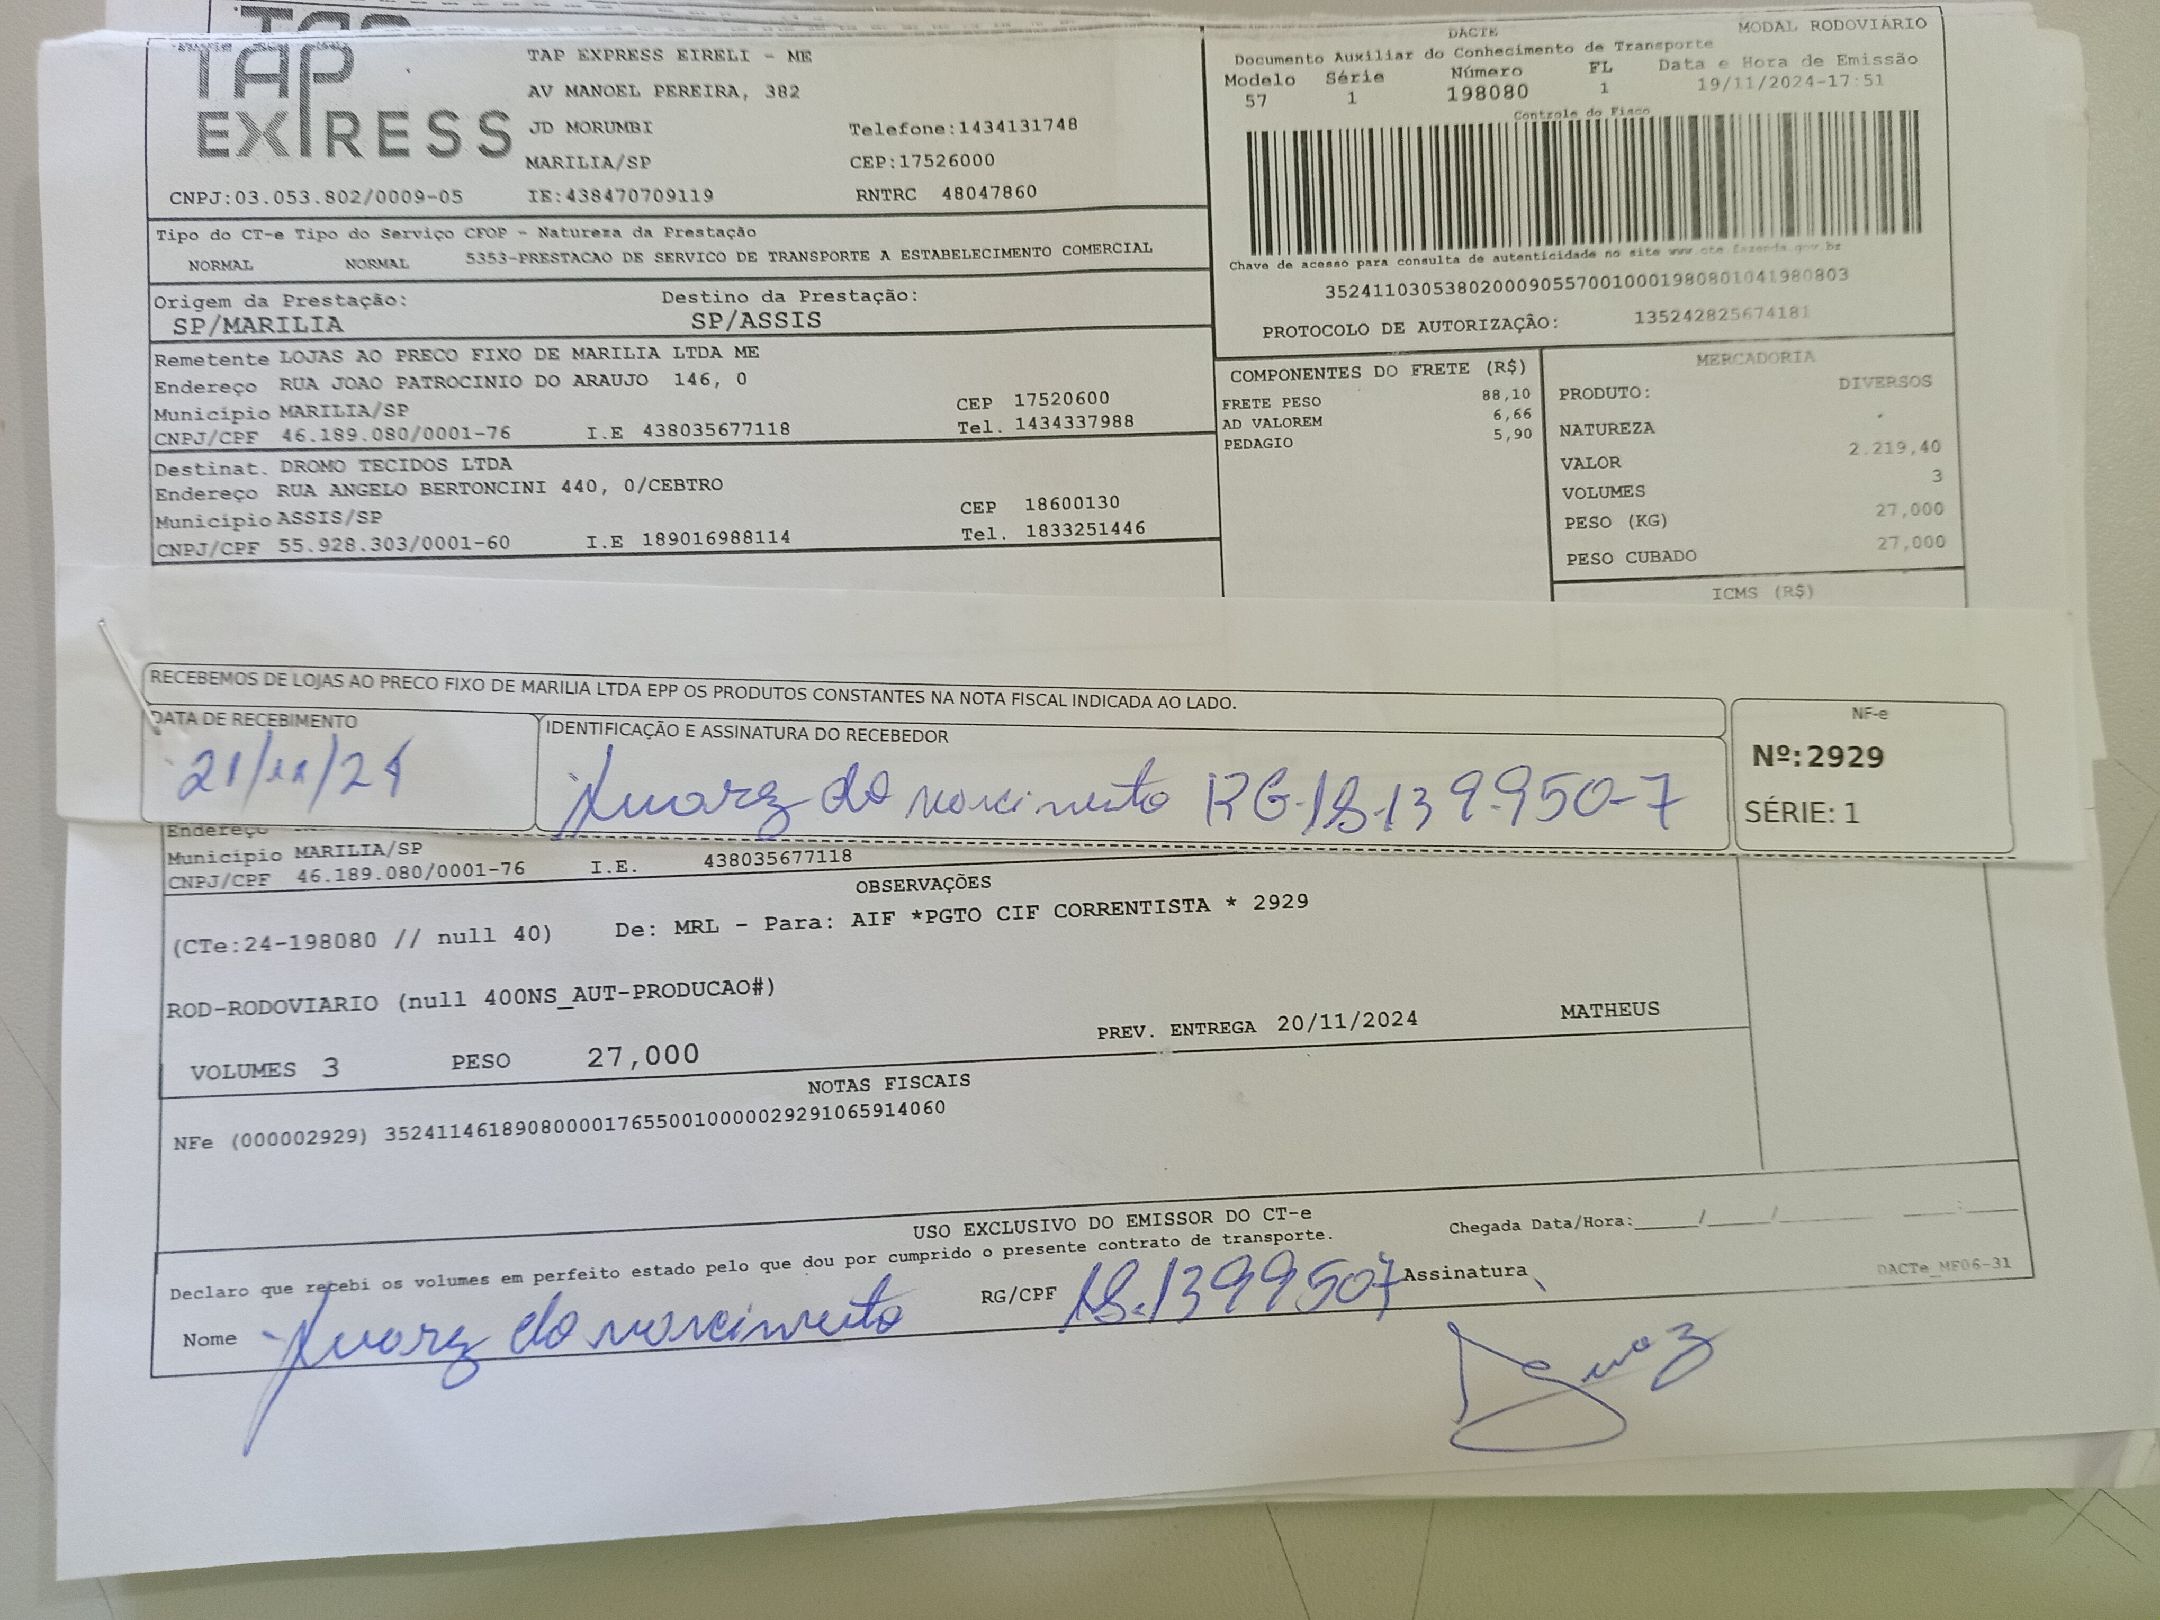 TAP
EXPRESS
TAP EXPRESS EIRELI - ME
AV MANOEL PEREIRA, 382
JD MORUMBI
Telefone:1434131748
MARILIA/SP
CEP:17526000
CNPJ:03.053.802/0009-05
IE:438470709119
RNTRC 48047860
DACTE
MODAL RODOVIÁRIO
Documento Auxiliar do Conhecimento de Transporte
Modelo Série Número FL Data e Hora de Emissão
57 1 198080 1 19/11/2024-17:51
Controle do Fisco
Chave de acesso para consulta de autenticidade no site www.cte.fazenda.gov.br
35241103053802000905570010001980801041980803
PROTOCOLO DE AUTORIZAÇÃO: 135242825674181
Tipo do CT-e Tipo do Serviço CFOP - Natureza da Prestação
NORMAL NORMAL 5353-PRESTACAO DE SERVICO DE TRANSPORTE A ESTABELECIMENTO COMERCIAL
Origem da Prestação: Destino da Prestação:
SP/MARILIA SP/ASSIS
Remetente LOJAS AO PRECO FIXO DE MARILIA LTDA ME
Endereço RUA JOAO PATROCINIO DO ARAUJO 146, 0
Município MARILIA/SP CEP 17520600
CNPJ/CPF 46.189.080/0001-76 I.E 438035677118 Tel. 1434337988
Destinat. DROMO TECIDOS LTDA
Endereço RUA ANGELO BERTONCINI 440, 0/CEBTRO
Município ASSIS/SP CEP 18600130
CNPJ/CPF 55.928.303/0001-60 I.E 189016988114 Tel. 1833251446
COMPONENTES DO FRETE (R$)
FRETE PESO 88,10
AD VALOREM 6,66
PEDAGIO 5,90
MERCADORIA
PRODUTO: DIVERSOS
NATUREZA .
VALOR 2.219,40
VOLUMES 3
PESO (KG) 27,000
PESO CUBADO 27,000
ICMS (R$)
RECEBEMOS DE LOJAS AO PRECO FIXO DE MARILIA LTDA EPP OS PRODUTOS CONSTANTES NA NOTA FISCAL INDICADA AO LADO.
DATA DE RECEBIMENTO
21/11/24
IDENTIFICAÇÃO E ASSINATURA DO RECEBEDOR
Juarez do nascimento RG-18.139.950-7
NF-e
Nº:2929
SÉRIE: 1
Endereço
Município MARILIA/SP
CNPJ/CPF 46.189.080/0001-76 I.E. 438035677118
OBSERVAÇÕES
(CTe:24-198080 // null 40) De: MRL - Para: AIF *PGTO CIF CORRENTISTA * 2929
ROD-RODOVIARIO (null 400NS_AUT-PRODUCAO#)
PREV. ENTREGA 20/11/2024 MATHEUS
VOLUMES 3 PESO 27,000
NOTAS FISCAIS
NFe (000002929) 35241146189080000176550010000029291065914060
USO EXCLUSIVO DO EMISSOR DO CT-e
Chegada Data/Hora:_____/_____/_______ ____:____
Declaro que recebi os volumes em perfeito estado pelo que dou por cumprido o presente contrato de transporte.
Nome Juarez do nascimento RG/CPF 18.1399507 Assinatura
DACTe_MF06-31